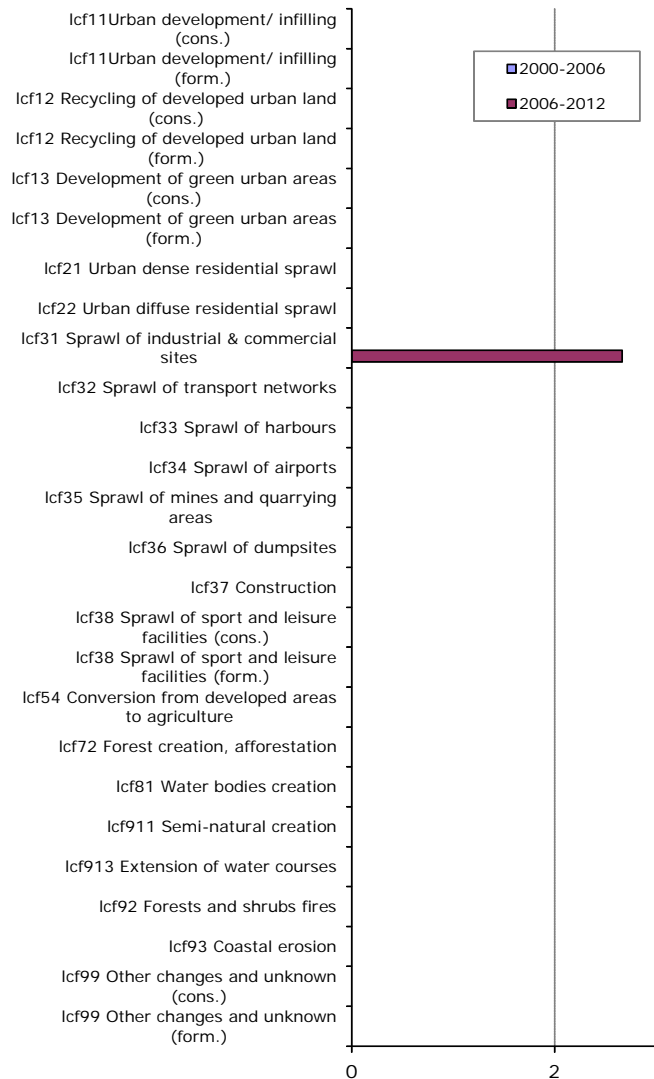 lcf11Urban development/ infilling
(cons.)
lcf11Urban development/ infilling
(form.)
lcf12 Recycling of developed urban land
(cons.)
lcf12 Recycling of developed urban land
(form.)
lcf13 Development of green urban areas
(cons.)
lcf13 Development of green urban areas
(form.)
lcf21 Urban dense residential sprawl
lcf22 Urban diffuse residential sprawl
lcf31 Sprawl of industrial & commercial
sites
lcf32 Sprawl of transport networks
lcf33 Sprawl of harbours
lcf34 Sprawl of airports
lcf35 Sprawl of mines and quarrying
areas
lcf36 Sprawl of dumpsites
lcf37 Construction
lcf38 Sprawl of sport and leisure
facilities (cons.)
lcf38 Sprawl of sport and leisure
facilities (form.)
lcf54 Conversion from developed areas
to agriculture
lcf72 Forest creation, afforestation
lcf81 Water bodies creation
lcf911 Semi-natural creation
lcf913 Extension of water courses
lcf92 Forests and shrubs fires
lcf93 Coastal erosion
lcf99 Other changes and unknown
(cons.)
lcf99 Other changes and unknown
(form.)
2000-2006
2006-2012
0 2